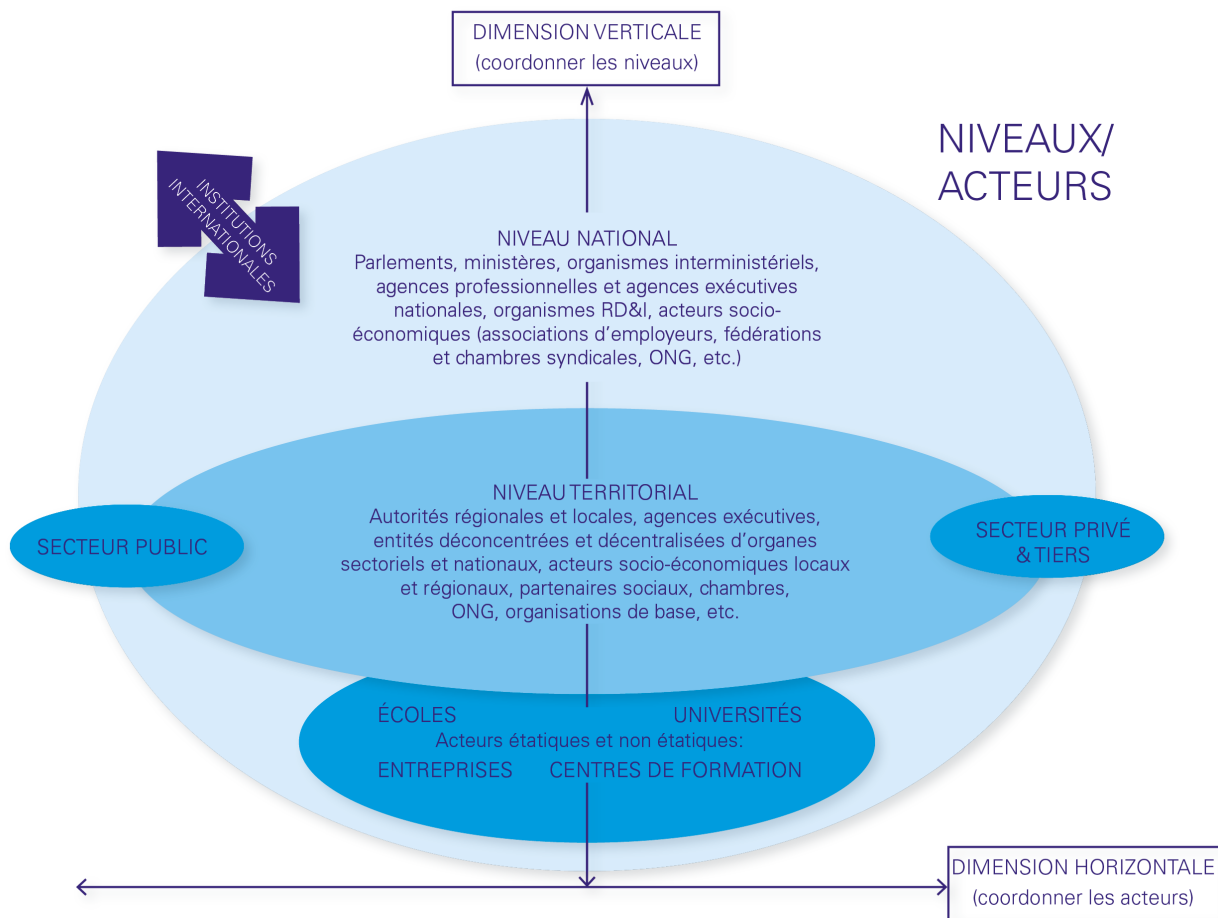 DIMENSION VERTICALE
(coordonner les niveaux)
NIVEAUX/
ACTEURS
INSTITUTIONS
INTERNATIONALES
NIVEAU NATIONAL
Parlements, ministères, organismes interministériels,
agences professionnelles et agences exécutives
nationales, organismes RD&I, acteurs socio-
économiques (associations d’employeurs, fédérations
et chambres syndicales, ONG, etc.)
NIVEAU TERRITORIAL
Autorités régionales et locales, agences exécutives,
entités déconcentrées et décentralisées d’organes
sectoriels et nationaux, acteurs socio-économiques locaux
et régionaux, partenaires sociaux, chambres,
ONG, organisations de base, etc.
SECTEUR PUBLIC
SECTEUR PRIVÉ
& TIERS
ÉCOLES UNIVERSITÉS
Acteurs étatiques et non étatiques:
ENTREPRISES CENTRES DE FORMATION
DIMENSION HORIZONTALE
(coordonner les acteurs)